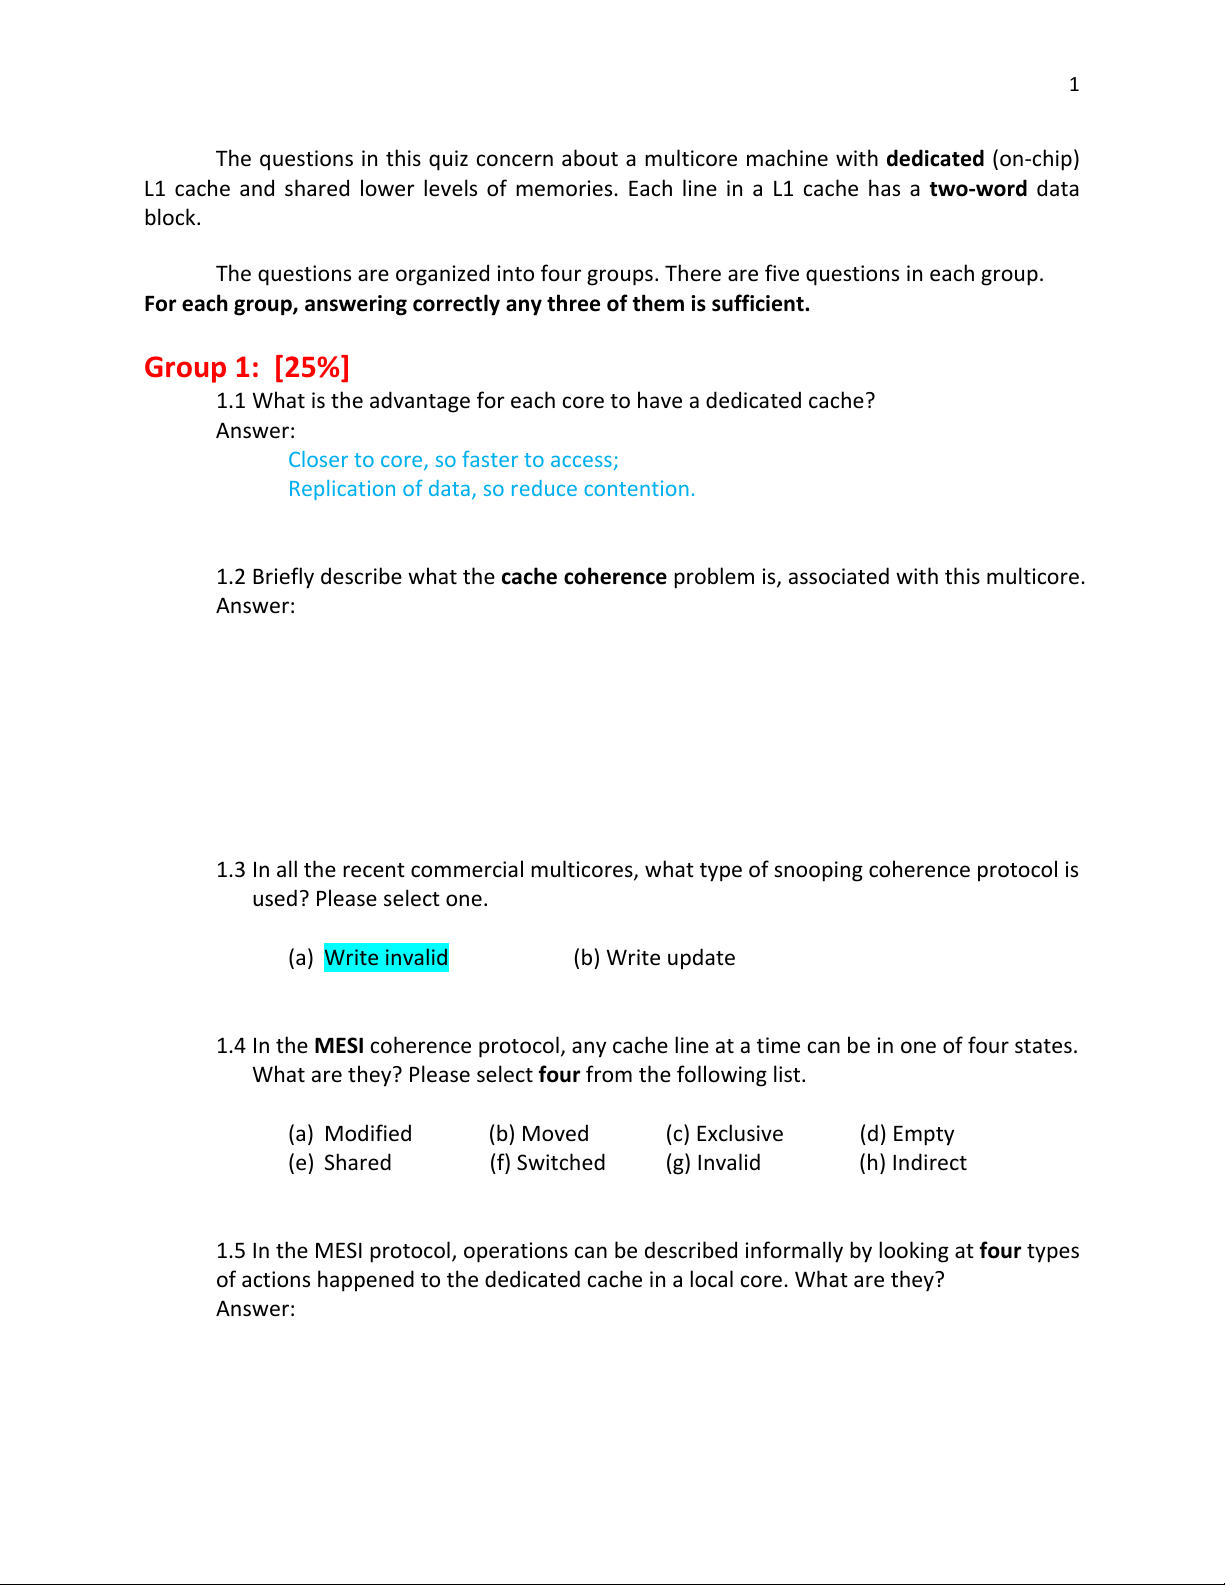 1
The questions in this quiz concern about a multicore machine with dedicated (on-chip)
L1 cache and shared lower levels of memories. Each line in a L1 cache has a two-word data
block.
The questions are organized into four groups. There are five questions in each group.
For each group, answering correctly any three of them is sufficient.
Group 1: [25%]
1.1 What is the advantage for each core to have a dedicated cache?
Answer:
Closer to core, so faster to access;
Replication of data, so reduce contention.
1.2 Briefly describe what the cache coherence problem is, associated with this multicore.
Answer:
1.3 In all the recent commercial multicores, what type of snooping coherence protocol is
used? Please select one.
(a) Write invalid (b) Write update
1.4 In the MESI coherence protocol, any cache line at a time can be in one of four states.
What are they? Please select four from the following list.
(a) Modified (b) Moved (c) Exclusive (d) Empty
(e) Shared (f) Switched (g) Invalid (h) Indirect
1.5 In the MESI protocol, operations can be described informally by looking at four types
of actions happened to the dedicated cache in a local core. What are they?
Answer: